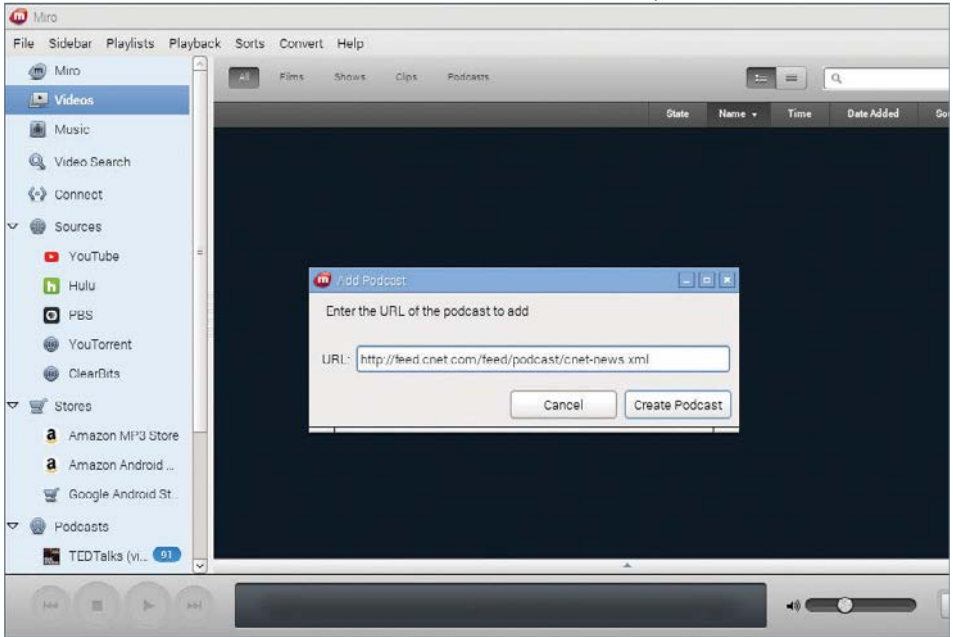 Miro
File Sidebar Playlists Playback Sorts Convert Help
Miro
Videos
Music
Video Search
Connect
Sources
YouTube
Hulu
PBS
YouTorrent
ClearBits
Stores
Amazon MP3 Store
Amazon Android ...
Google Android St...
Podcasts
TEDTalks (vi... 91
All Films Shows Clips Podcasts
State Name Time Date Added Sou
Add Podcast
Enter the URL of the podcast to add
URL: http://feed.cnet.com/feed/podcast/cnet-news.xml
Cancel Create Podcast